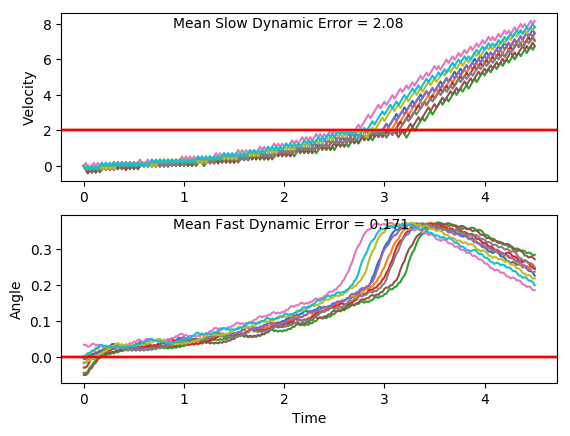 Mean Slow Dynamic Error = 2.08
8
6
4
2
0
Velocity
0 1 2 3 4
Mean Fast Dynamic Error = 0.171
0.3
0.2
0.1
0.0
Angle
0 1 2 3 4
Time